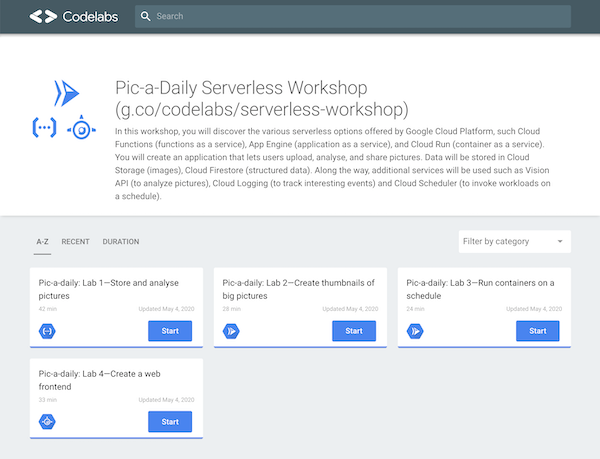 Codelabs
Search
Pic-a-Daily Serverless Workshop
(g.co/codelabs/serverless-workshop)
In this workshop, you will discover the various serverless options offered by Google Cloud Platform, such Cloud
Functions (functions as a service), App Engine (application as a service), and Cloud Run (container as a service).
You will create an application that lets users upload, analyse, and share pictures. Data will be stored in Cloud
Storage (images), Cloud Firestore (structured data). Along the way, additional services will be used such as Vision
API (to analyze pictures), Cloud Logging (to track interesting events) and Cloud Scheduler (to invoke workloads on
a schedule).
A-Z RECENT DURATION
Filter by category
Pic-a-daily: Lab 1—Store and analyse
pictures
42 min Updated May 4, 2020
Start
Pic-a-daily: Lab 2—Create thumbnails of
big pictures
28 min Updated May 4, 2020
Start
Pic-a-daily: Lab 3—Run containers on a
schedule
24 min Updated May 4, 2020
Start
Pic-a-daily: Lab 4—Create a web
frontend
33 min Updated May 4, 2020
Start